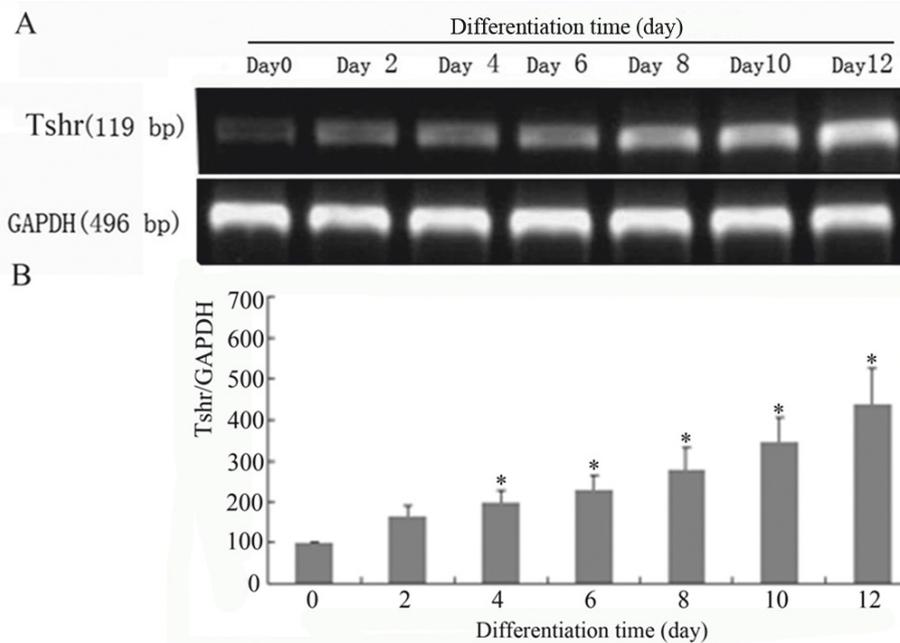 A
Differentiation time (day)
Day0 Day 2 Day 4 Day 6 Day 8 Day10 Day12
Tshr(119 bp)
GAPDH(496 bp)
B
Tshr/GAPDH
700
600
500
400
300
200
100
0
* * * * *
0 2 4 6 8 10 12
Differentiation time (day)